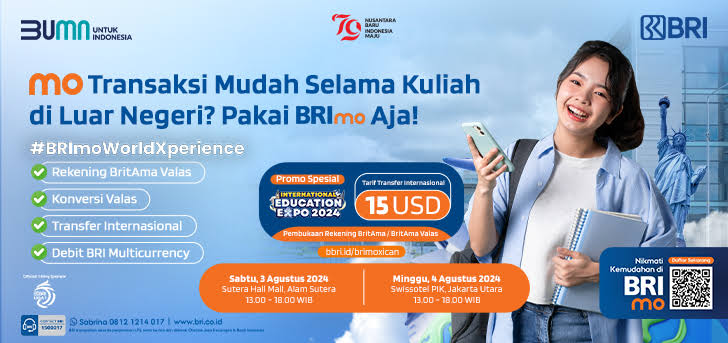 BUMN UNTUK INDONESIA
79 NUSANTARA BARU INDONESIA MAJU
BRI
mo Transaksi Mudah Selama Kuliah
di Luar Negeri? Pakai BRImo Aja!
#BRImoWorldXperience
Rekening BritAma Valas
Konversi Valas
Transfer Internasional
Debit BRI Multicurrency
Promo Spesial
INTERNATIONAL
EDUCATION
EXPO 2024
Tarif Transfer Internasional
15 USD
Pembukaan Rekening BritAma / BritAma Valas
bbri.id/brimoxican
Sabtu, 3 Agustus 2024
Sutera Hall Mall, Alam Sutera
13.00 - 18.00 WIB
Minggu, 4 Agustus 2024
Swissotel PIK, Jakarta Utara
13.00 - 18.00 WIB
Nikmati
Kemudahan di
BRI
mo
Daftar Sekarang
1500017
Sabrina 0812 1214 017 | www.bri.co.id